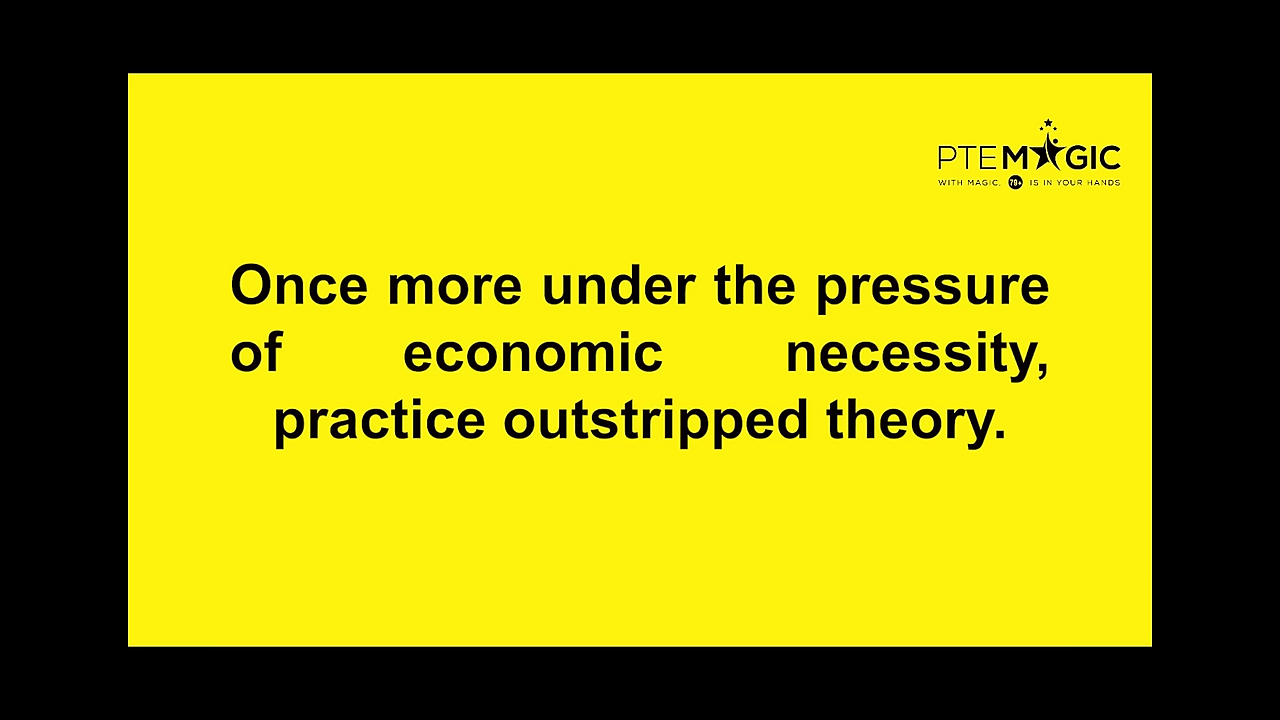 PTEMAGIC
WITH MAGIC, 79+ IS IN YOUR HANDS
Once more under the pressure
of economic necessity,
practice outstripped theory.